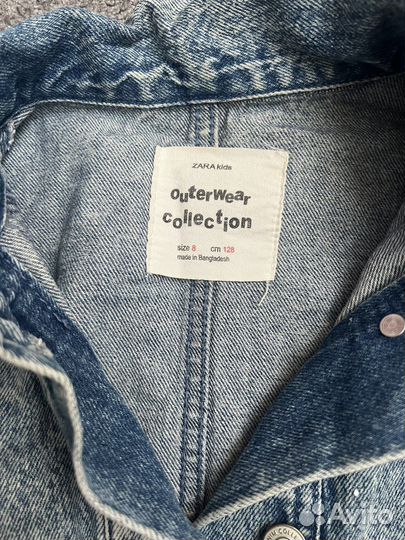 ZARA kids
outerwear
collection
size 8 cm 128
made in Bangladesh
Avito